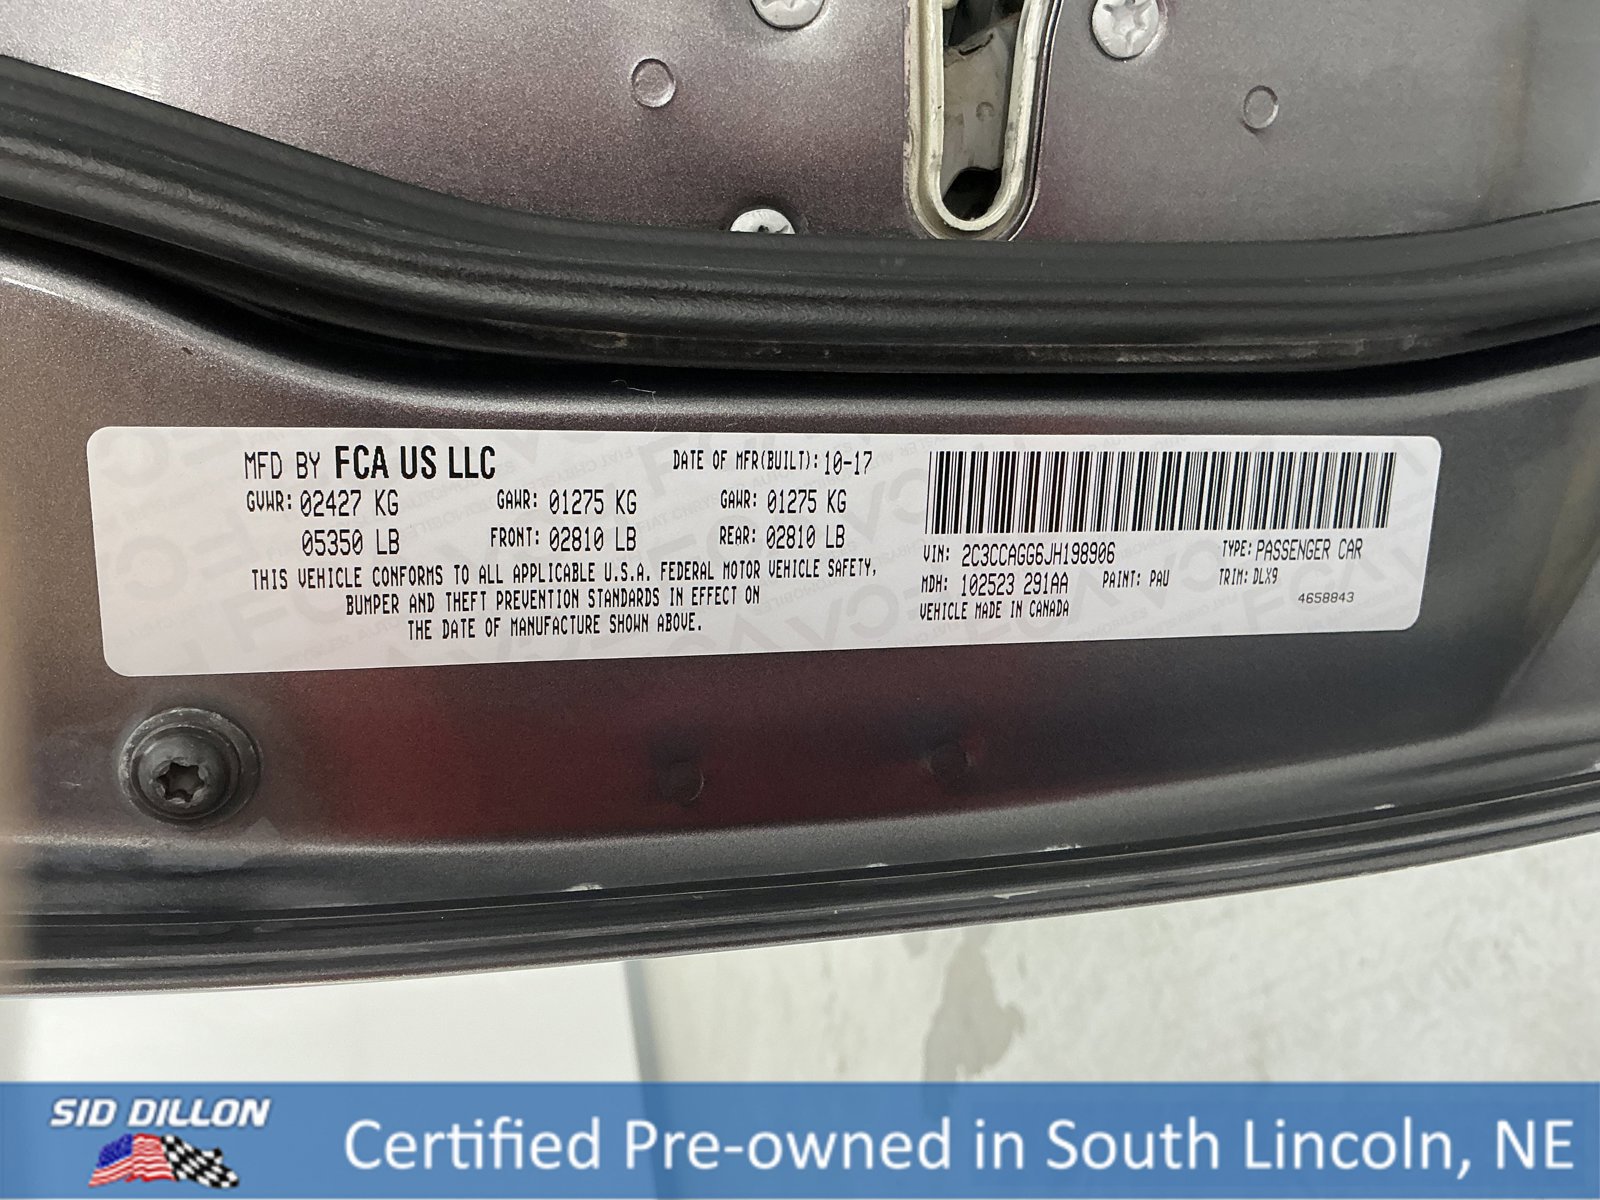 MFD BY FCA US LLC DATE OF MFR(BUILT): 10-17
GVWR: 02427 KG GAWR: 01275 KG GAWR: 01275 KG
05350 LB FRONT: 02810 LB REAR: 02810 LB
THIS VEHICLE CONFORMS TO ALL APPLICABLE U.S.A. FEDERAL MOTOR VEHICLE SAFETY,
BUMPER AND THEFT PREVENTION STANDARDS IN EFFECT ON
THE DATE OF MANUFACTURE SHOWN ABOVE.
VIN: 2C3CCAGG6JH198906 TYPE: PASSENGER CAR
MDH: 102523 291AA PAINT: PAU TRIM: DLX9
VEHICLE MADE IN CANADA 4658843
SID DILLON
Certified Pre-owned in South Lincoln, NE